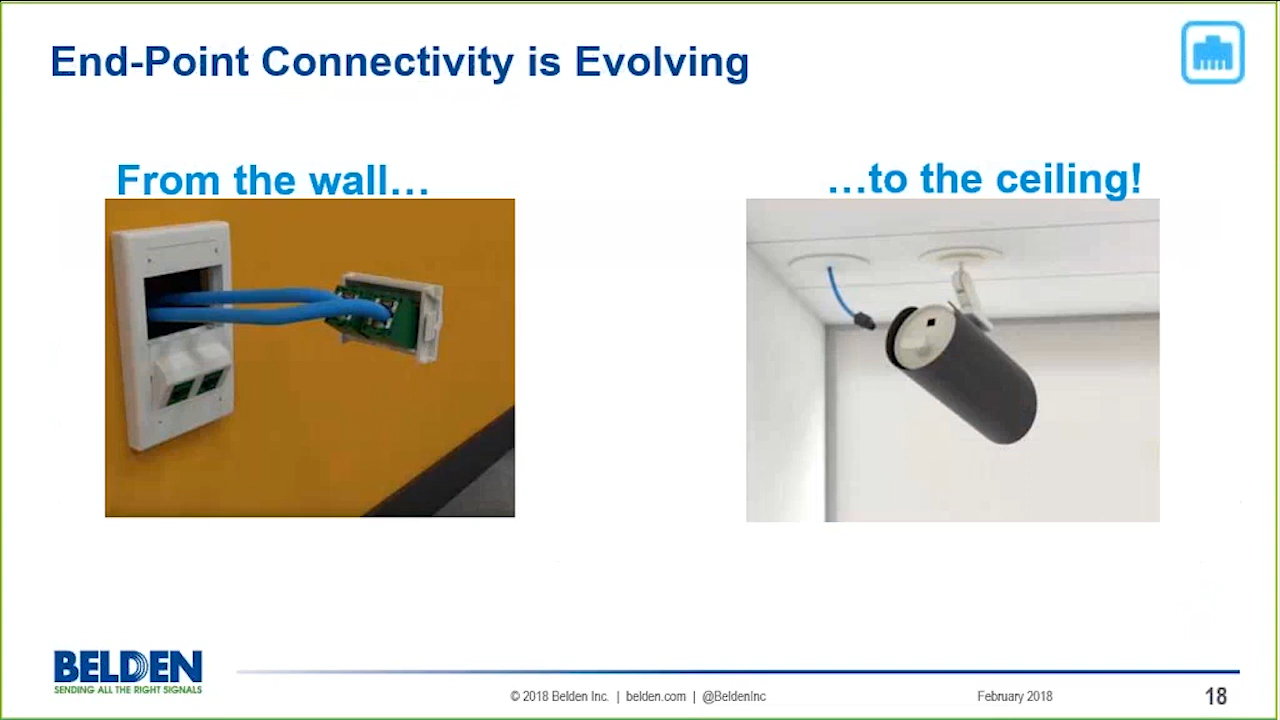 End-Point Connectivity is Evolving
From the wall…
…to the ceiling!
BELDEN
SENDING ALL THE RIGHT SIGNALS
© 2018 Belden Inc. | belden.com | @BeldenInc
February 2018
18